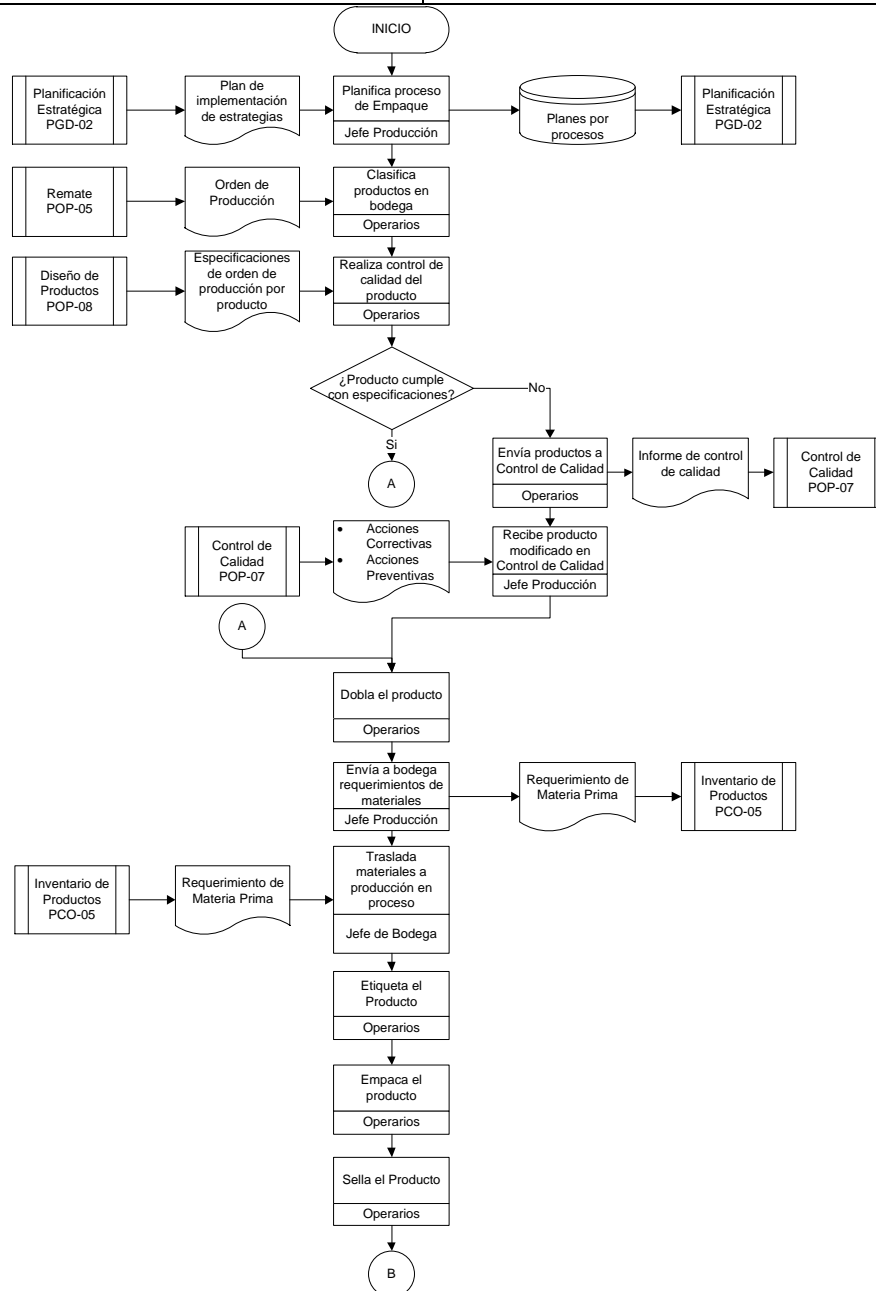 INICIO
Planificación
Estratégica
PGD-02
Plan de
implementación
de estrategias
Planifica proceso
de Empaque
Jefe Producción
Planes por
procesos
Planificación
Estratégica
PGD-02
Remate
POP-05
Orden de
Producción
Clasifica
productos en
bodega
Operarios
Diseño de
Productos
POP-08
Especificaciones
de orden de
producción por
producto
Realiza control de
calidad del
producto
Operarios
¿Producto cumple
con especificaciones?
No
Si
A
Envía productos a
Control de Calidad
Operarios
Informe de control
de calidad
Control de
Calidad
POP-07
Control de
Calidad
POP-07
• Acciones
Correctivas
• Acciones
Preventivas
Recibe producto
modificado en
Control de Calidad
Jefe Producción
A
Dobla el producto
Operarios
Envía a bodega
requerimientos de
materiales
Jefe Producción
Requerimiento de
Materia Prima
Inventario de
Productos
PCO-05
Inventario de
Productos
PCO-05
Requerimiento de
Materia Prima
Traslada
materiales a
producción en
proceso
Jefe de Bodega
Etiqueta el
Producto
Operarios
Empaca el
producto
Operarios
Sella el Producto
Operarios
B